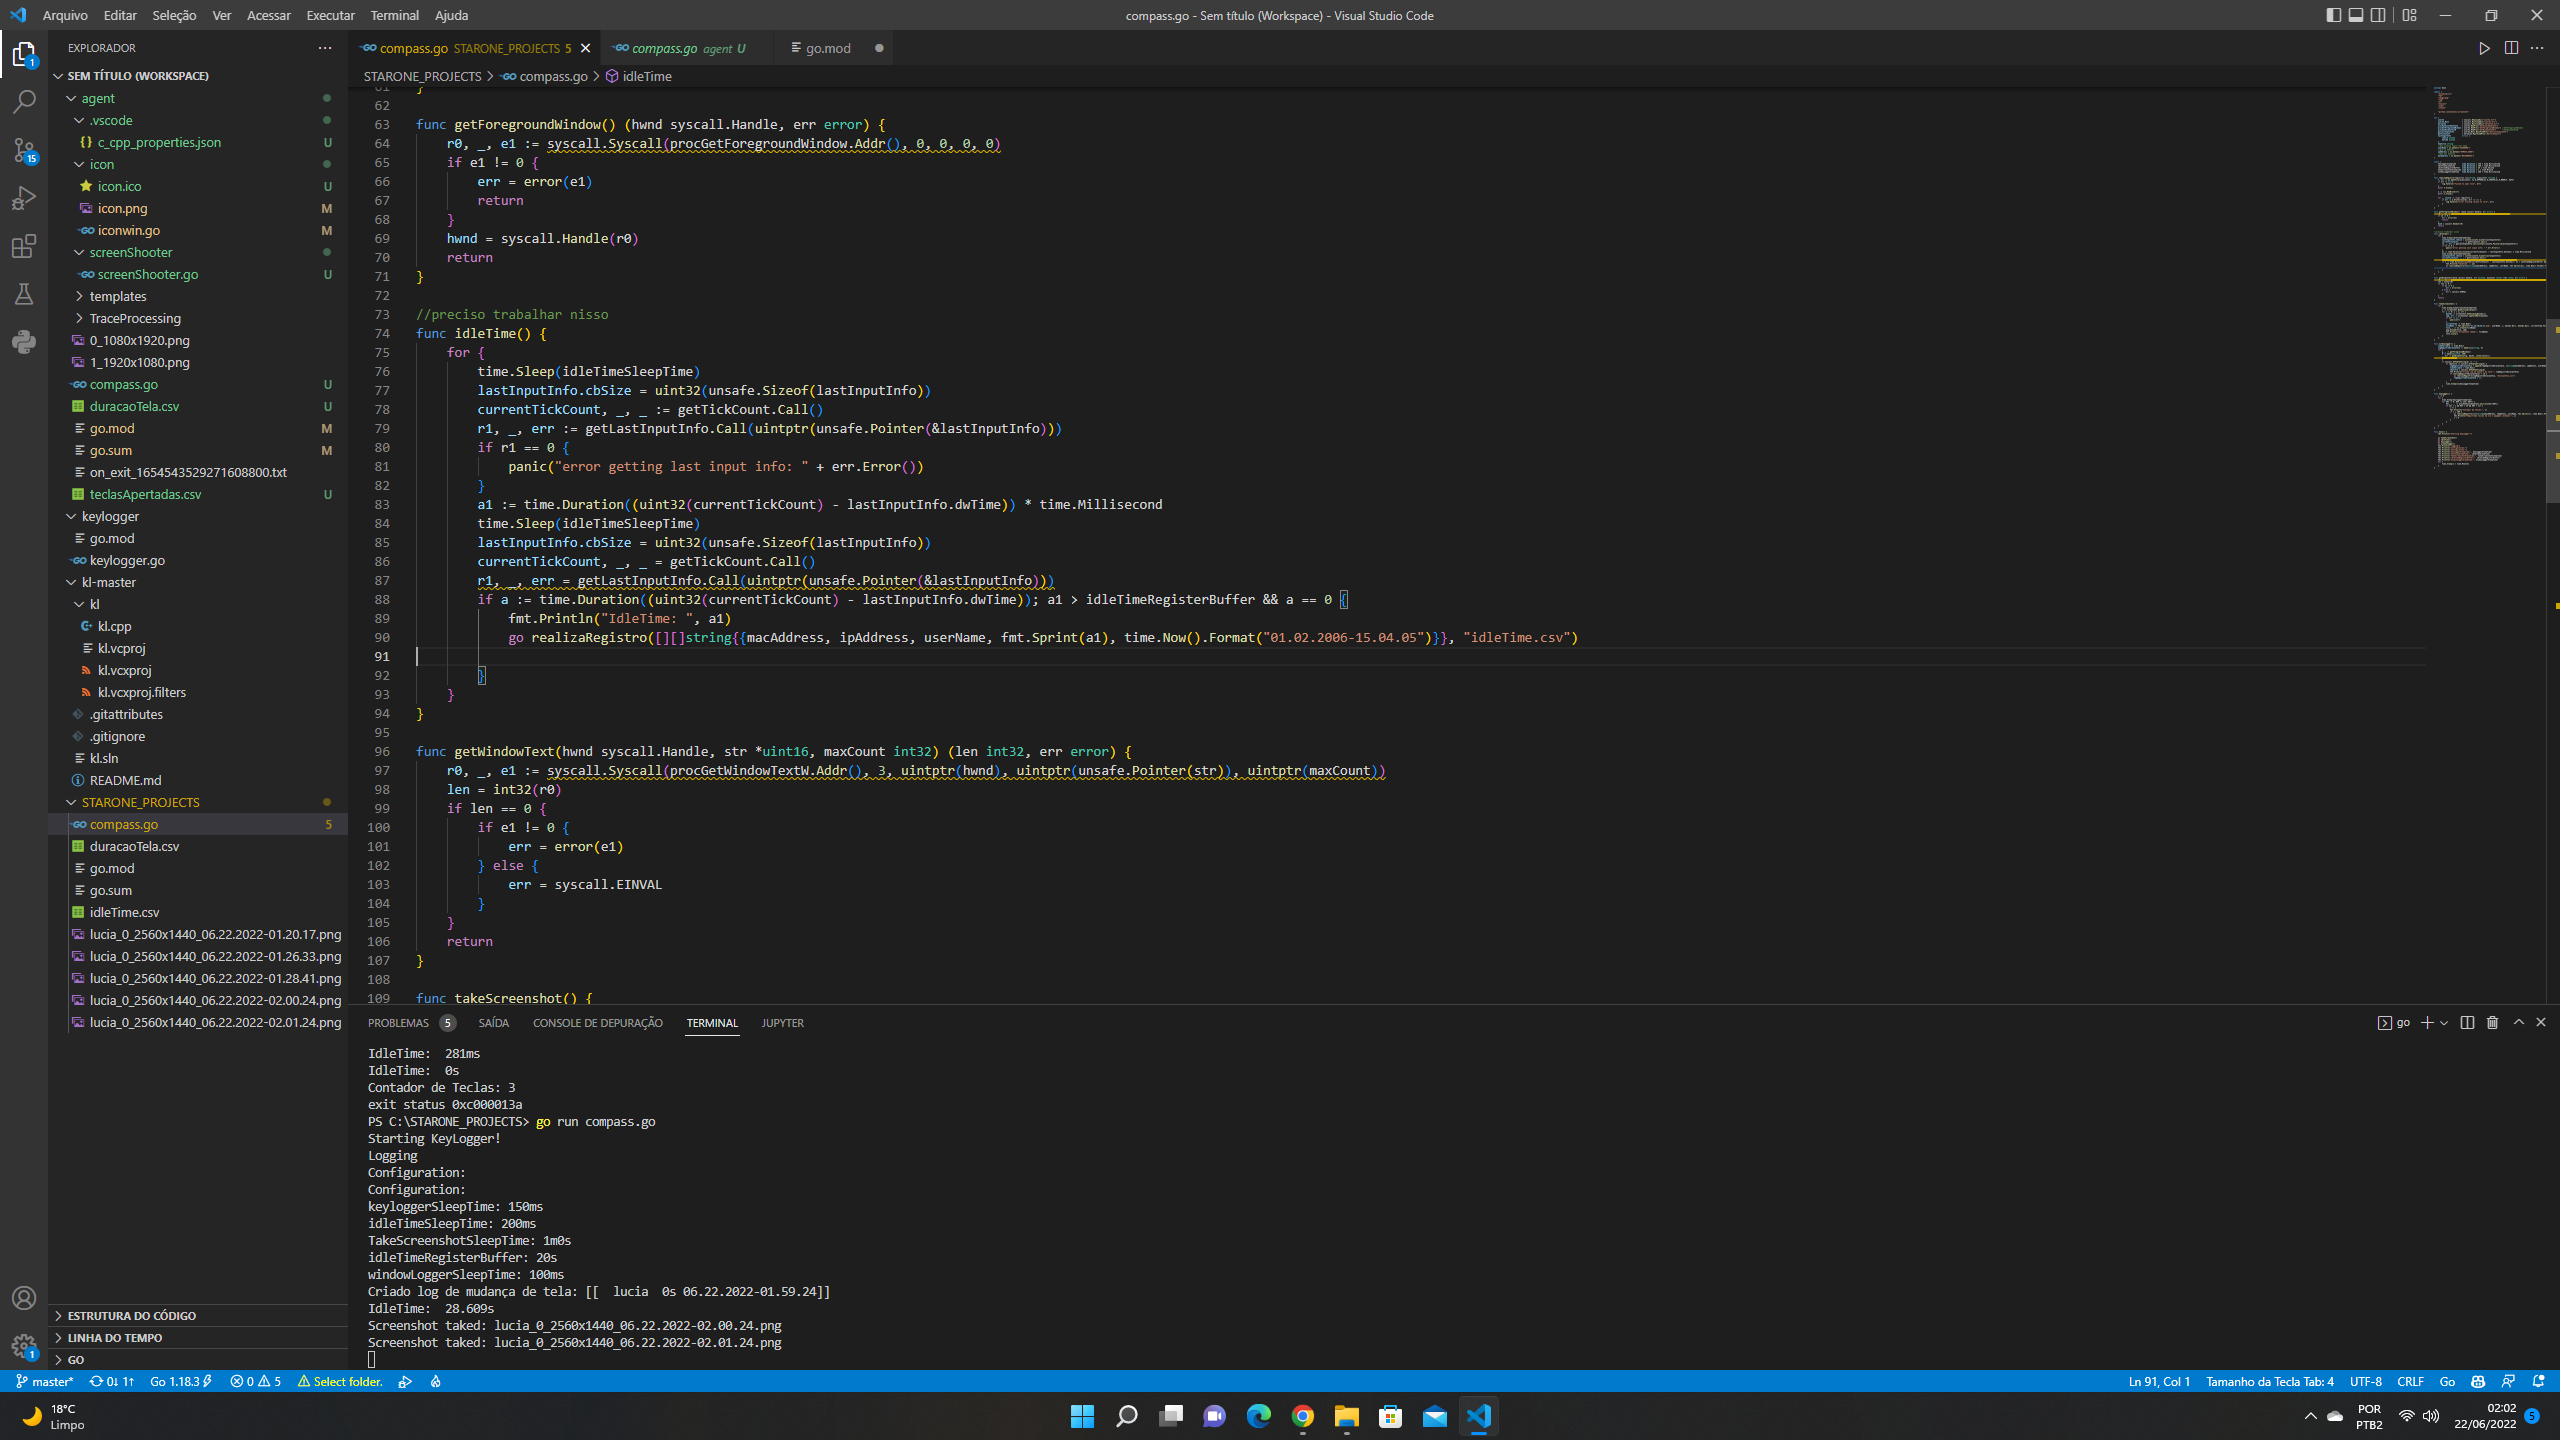 Arquivo Editar Seleção Ver Acessar Executar Terminal Ajuda
compass.go - Sem título (Workspace) - Visual Studio Code
EXPLORADOR
SEM TÍTULO (WORKSPACE)
agent
.vscode
c_cpp_properties.json U
icon
icon.ico U
icon.png M
iconwin.go M
screenShooter
screenShooter.go U
templates
TraceProcessing
0_1080x1920.png
1_1920x1080.png
compass.go U
duracaoTela.csv U
go.mod M
go.sum M
on_exit_1654543529271608800.txt
teclasApertadas.csv U
keylogger
go.mod
keylogger.go
kl-master
kl
kl.cpp
kl.vcproj
kl.vcxproj
kl.vcxproj.filters
.gitattributes
.gitignore
kl.sln
README.md
STARONE_PROJECTS
compass.go 5
duracaoTela.csv
go.mod
go.sum
idleTime.csv
lucia_0_2560x1440_06.22.2022-01.20.17.png
lucia_0_2560x1440_06.22.2022-01.26.33.png
lucia_0_2560x1440_06.22.2022-01.28.41.png
lucia_0_2560x1440_06.22.2022-02.00.24.png
lucia_0_2560x1440_06.22.2022-02.01.24.png
ESTRUTURA DO CÓDIGO
LINHA DO TEMPO
GO
compass.go STARONE_PROJECTS 5
compass.go agent U
go.mod
STARONE_PROJECTS > compass.go > idleTime
61 }
62
63 func getForegroundWindow() (hwnd syscall.Handle, err error) {
64 r0, _, e1 := syscall.Syscall(procGetForegroundWindow.Addr(), 0, 0, 0, 0)
65 if e1 != 0 {
66 err = error(e1)
67 return
68 }
69 hwnd = syscall.Handle(r0)
70 return
71 }
72
73 //preciso trabalhar nisso
74 func idleTime() {
75 for {
76 time.Sleep(idleTimeSleepTime)
77 lastInputInfo.cbSize = uint32(unsafe.Sizeof(lastInputInfo))
78 currentTickCount, _, _ := getTickCount.Call()
79 r1, _, err := getLastInputInfo.Call(uintptr(unsafe.Pointer(&lastInputInfo)))
80 if r1 == 0 {
81 panic("error getting last input info: " + err.Error())
82 }
83 a1 := time.Duration((uint32(currentTickCount) - lastInputInfo.dwTime)) * time.Millisecond
84 time.Sleep(idleTimeSleepTime)
85 lastInputInfo.cbSize = uint32(unsafe.Sizeof(lastInputInfo))
86 currentTickCount, _, _ = getTickCount.Call()
87 r1, _, err = getLastInputInfo.Call(uintptr(unsafe.Pointer(&lastInputInfo)))
88 if a := time.Duration((uint32(currentTickCount) - lastInputInfo.dwTime)); a1 > idleTimeRegisterBuffer && a == 0 {
89 fmt.Println("IdleTime: ", a1)
90 go realizaRegistro([][]string{{macAddress, ipAddress, userName, fmt.Sprint(a1), time.Now().Format("01.02.2006-15.04.05")}}, "idleTime.csv")
91
92 }
93 }
94 }
95
96 func getWindowText(hwnd syscall.Handle, str *uint16, maxCount int32) (len int32, err error) {
97 r0, _, e1 := syscall.Syscall(procGetWindowTextW.Addr(), 3, uintptr(hwnd), uintptr(unsafe.Pointer(str)), uintptr(maxCount))
98 len = int32(r0)
99 if len == 0 {
100 if e1 != 0 {
101 err = error(e1)
102 } else {
103 err = syscall.EINVAL
104 }
105 }
106 return
107 }
108
109 func takeScreenshot() {
PROBLEMAS 5 SAÍDA CONSOLE DE DEPURAÇÃO TERMINAL JUPYTER
go
IdleTime:  281ms
IdleTime:  0s
Contador de Teclas: 3
exit status 0xc000013a
PS C:\STARONE_PROJECTS> go run compass.go
Starting KeyLogger!
Logging
Configuration:
Configuration:
keyloggerSleepTime: 150ms
idleTimeSleepTime: 200ms
TakeScreenshotSleepTime: 1m0s
idleTimeRegisterBuffer: 20s
windowLoggerSleepTime: 100ms
Criado log de mudança de tela: [[  lucia  0s 06.22.2022-01.59.24]]
IdleTime:  28.609s
Screenshot taked: lucia_0_2560x1440_06.22.2022-02.00.24.png
Screenshot taked: lucia_0_2560x1440_06.22.2022-02.01.24.png
master* 0↓ 1↑ Go 1.18.3 0 5 Select folder.
Ln 91, Col 1 Tamanho da Tecla Tab: 4 UTF-8 CRLF Go
18°C
Limpo
POR
PTB2
02:02
22/06/2022
5
1
15
1